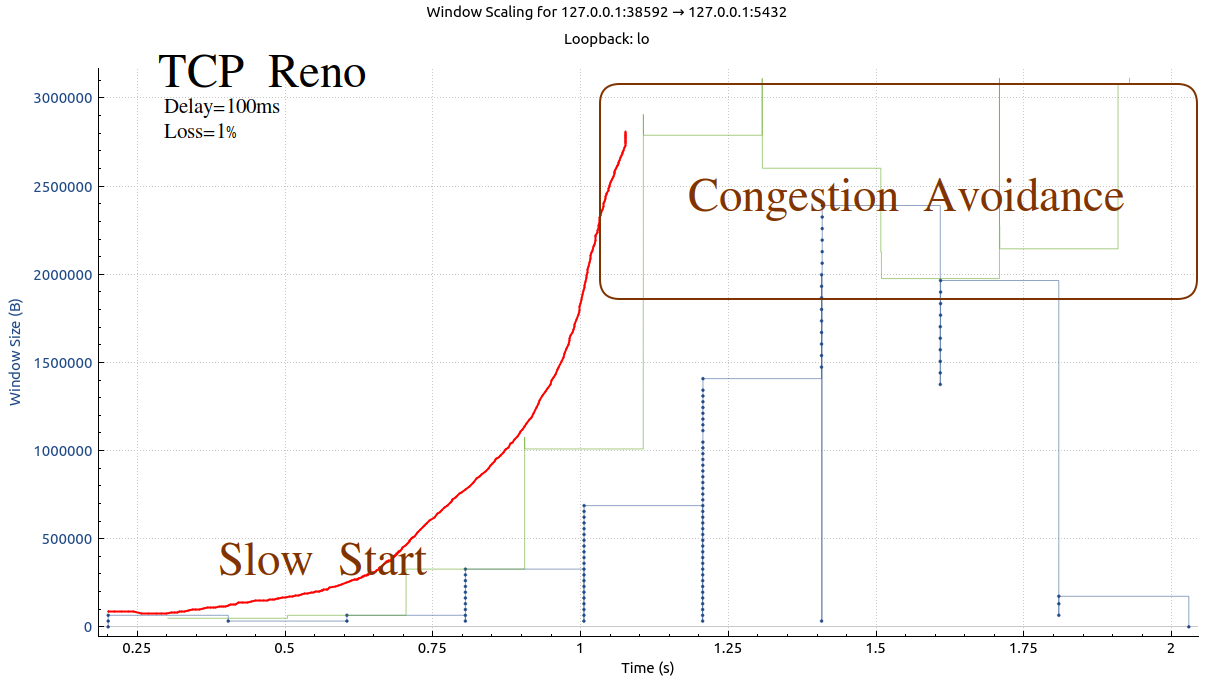 Window Scaling for 127.0.0.1:38592 → 127.0.0.1:5432
Loopback: lo
TCP Reno
Delay=100ms
Loss=1%
3000000
2500000
2000000
1500000
1000000
500000
0
Window Size (B)
Congestion Avoidance
Slow Start
0.25
0.5
0.75
1
1.25
1.5
1.75
2
Time (s)